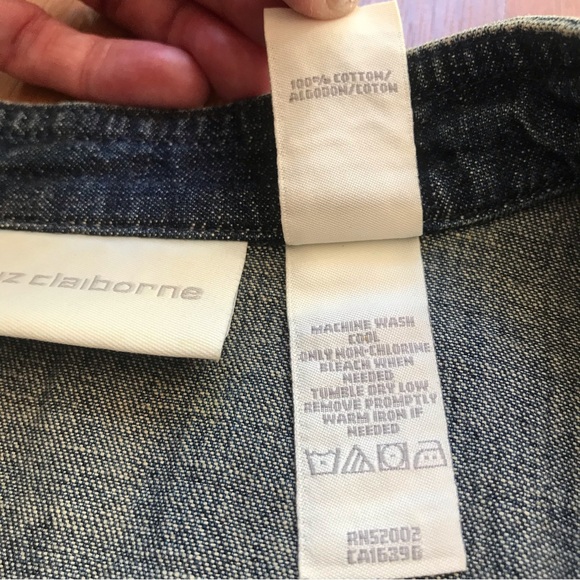 100% COTTON/
ALGODON/COTON
iz claiborne
MACHINE WASH
COOL
ONLY NON-CHLORINE
BLEACH WHEN
NEEDED
TUMBLE DRY LOW
REMOVE PROMPTLY
WARM IRON IF
NEEDED
RN52002
CA16396